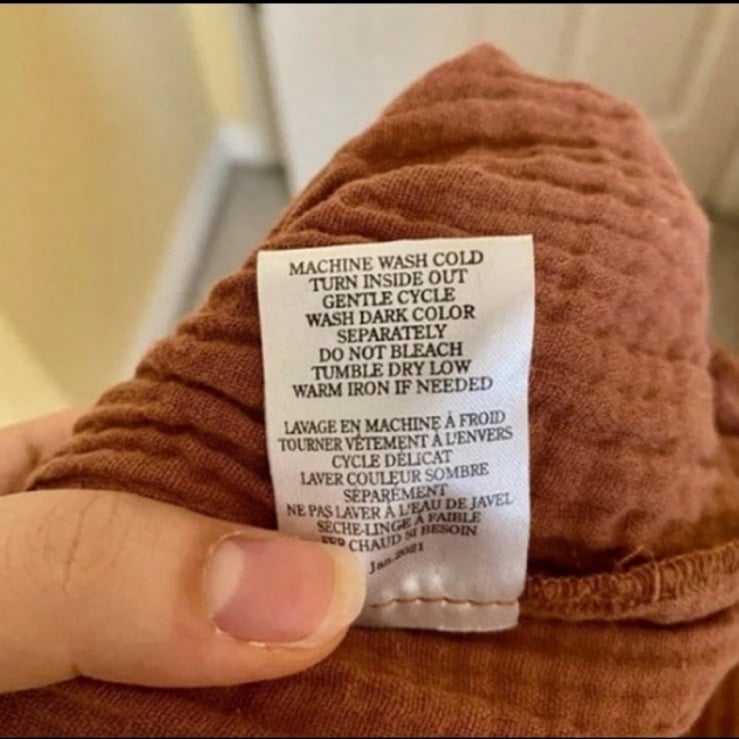 MACHINE WASH COLD
TURN INSIDE OUT
GENTLE CYCLE
WASH DARK COLOR
SEPARATELY
DO NOT BLEACH
TUMBLE DRY LOW
WARM IRON IF NEEDED
LAVAGE EN MACHINE À FROID
TOURNER VÊTEMENT À L'ENVERS
CYCLE DÉLICAT
LAVER COULEUR SOMBRE
SÉPARÉMENT
NE PAS LAVER À L'EAU DE JAVEL
SÈCHE-LINGE À FAIBLE
FER CHAUD SI BESOIN
Jan.2021